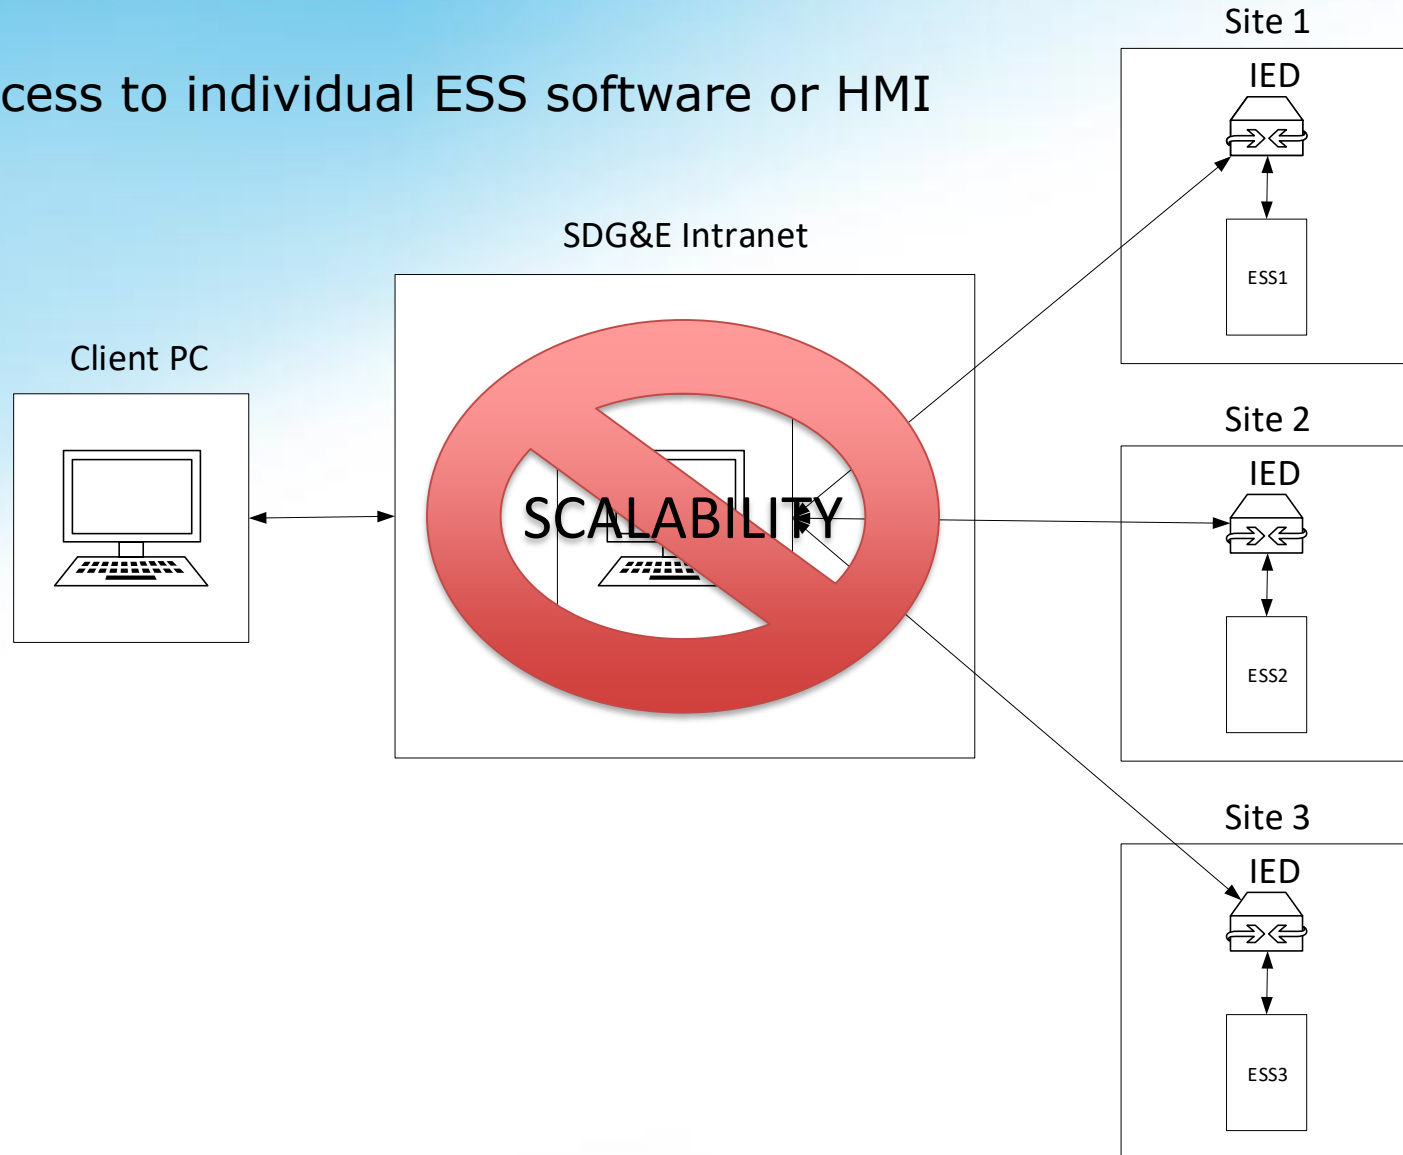 cess to individual ESS software or HMI
SDG&E Intranet
Client PC
SCALABILITY
Site 1
IED
ESS1
Site 2
IED
ESS2
Site 3
IED
ESS3